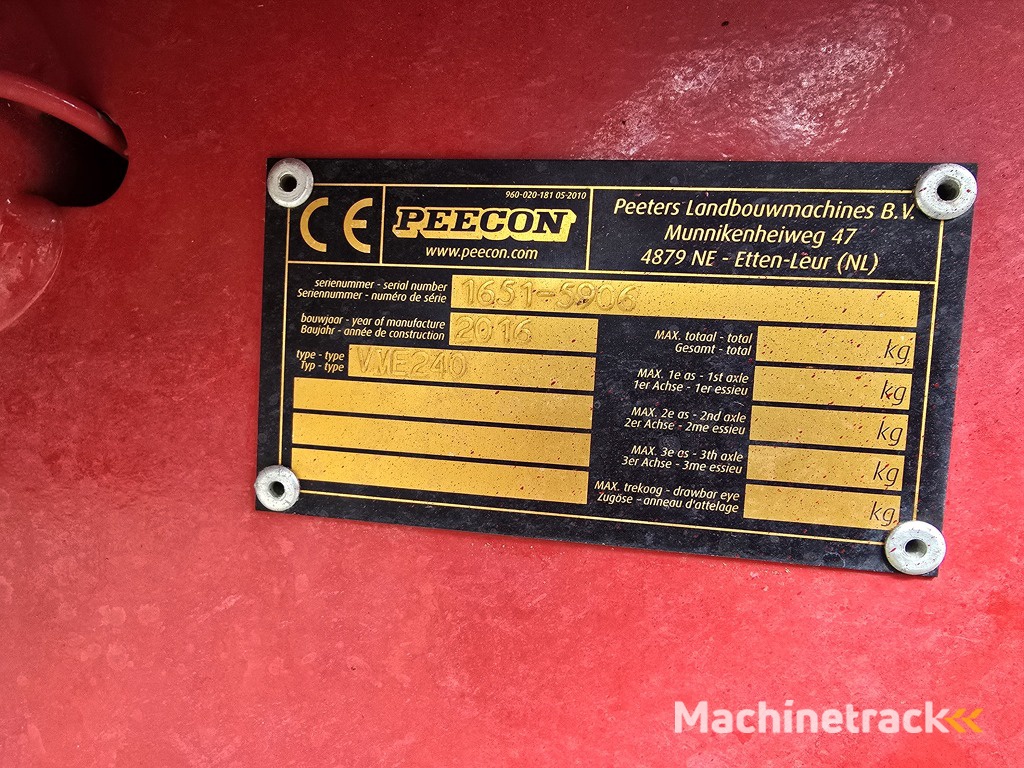 CE
960-020-181 05-2010
PEECON
www.peecon.com
Peeters Landbouwmachines B.V.
Munnikenheiweg 47
4879 NE - Etten-Leur (NL)
serienummer - serial number
Seriennummer - numéro de série
1651-5906
bouwjaar - year of manufacture
Baujahr - année de construction
2016
type - type
Typ - type
VME240
MAX. totaal - total
Gesamt - total
kg
MAX. 1e as - 1st axle
1er Achse - 1er essieu
kg
MAX. 2e as - 2nd axle
2er Achse - 2me essieu
kg
MAX. 3e as - 3th axle
3er Achse - 3me essieu
kg
MAX. trekoog - drawbar eye
Zugöse - anneau d'attelage
kg
Machinetrack